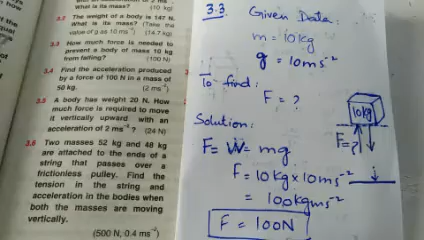 What is its mass? (10 kg)
3.2 The weight of a body is 147 N.
What is its mass? (Take the
value of g as 10 ms⁻²) (14.7 kg)
3.3 How much force is needed to
prevent a body of mass 10 kg
from falling? (100 N)
3.4 Find the acceleration produced
by a force of 100 N in a mass of
50 kg. (2 ms⁻²)
3.5 A body has weight 20 N. How
much force is required to move
it vertically upward with an
acceleration of 2 ms⁻²? (24 N)
3.6 Two masses 52 kg and 48 kg
are attached to the ends of a
string that passes over a
frictionless pulley. Find the
tension in the string and
acceleration in the bodies when
both the masses are moving
vertically.
(500 N, 0.4 ms⁻²)
3.3 Given Data:
m = 10kg
g = 10ms⁻²
To find:
F = ?
Solution:
F = W = mg
F = 10kg x 10ms⁻²
= 100kgms⁻²
F = 100N
10kg
F=?